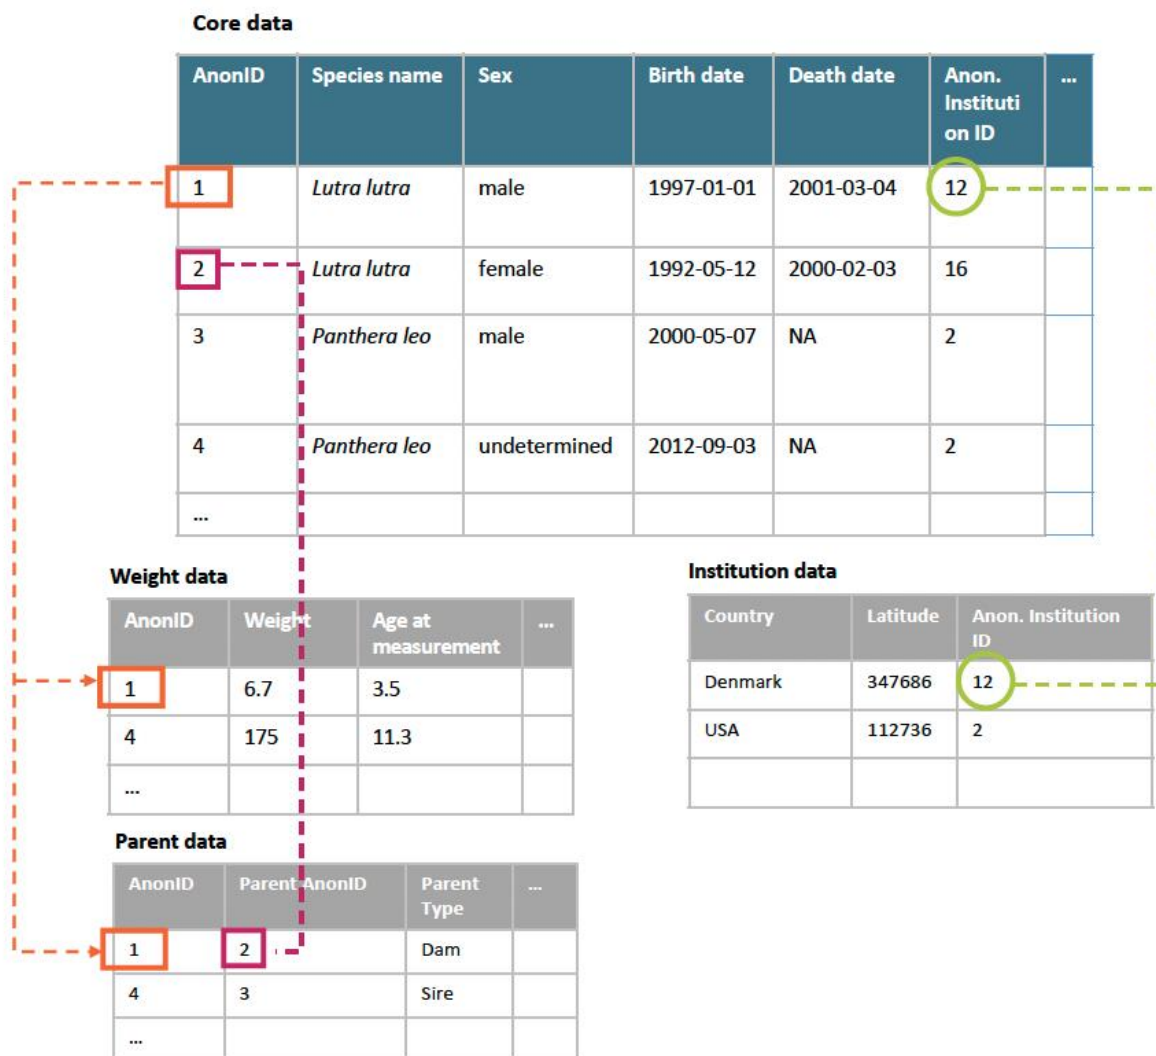 Core data
AnonID Species name Sex Birth date Death date Anon. ...
Instituti
on ID
1 Lutra lutra male 1997-01-01 2001-03-04 12
2 Lutra lutra female 1992-05-12 2000-02-03 16
3 Panthera leo male 2000-05-07 NA 2
4 Panthera leo undetermined 2012-09-03 NA 2
...
Weight data
AnonID Weight Age at ...
measurement
1 6.7 3.5
4 175 11.3
...
Institution data
Country Latitude Anon. Institution
ID
Denmark 347686 12
USA 112736 2
Parent data
AnonID Parent AnonID Parent ...
Type
1 2 Dam
4 3 Sire
...